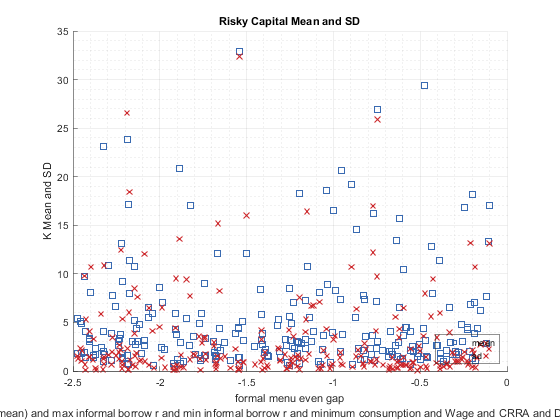 Risky Capital Mean and SD
K Mean and SD
35
30
25
20
15
10
5
0
mean
-2.5
-2
-1.5
-1
-0.5
0
formal menu even gap
mean) and max informal borrow r and min informal borrow r and minimum consumption and Wage and CRRA and